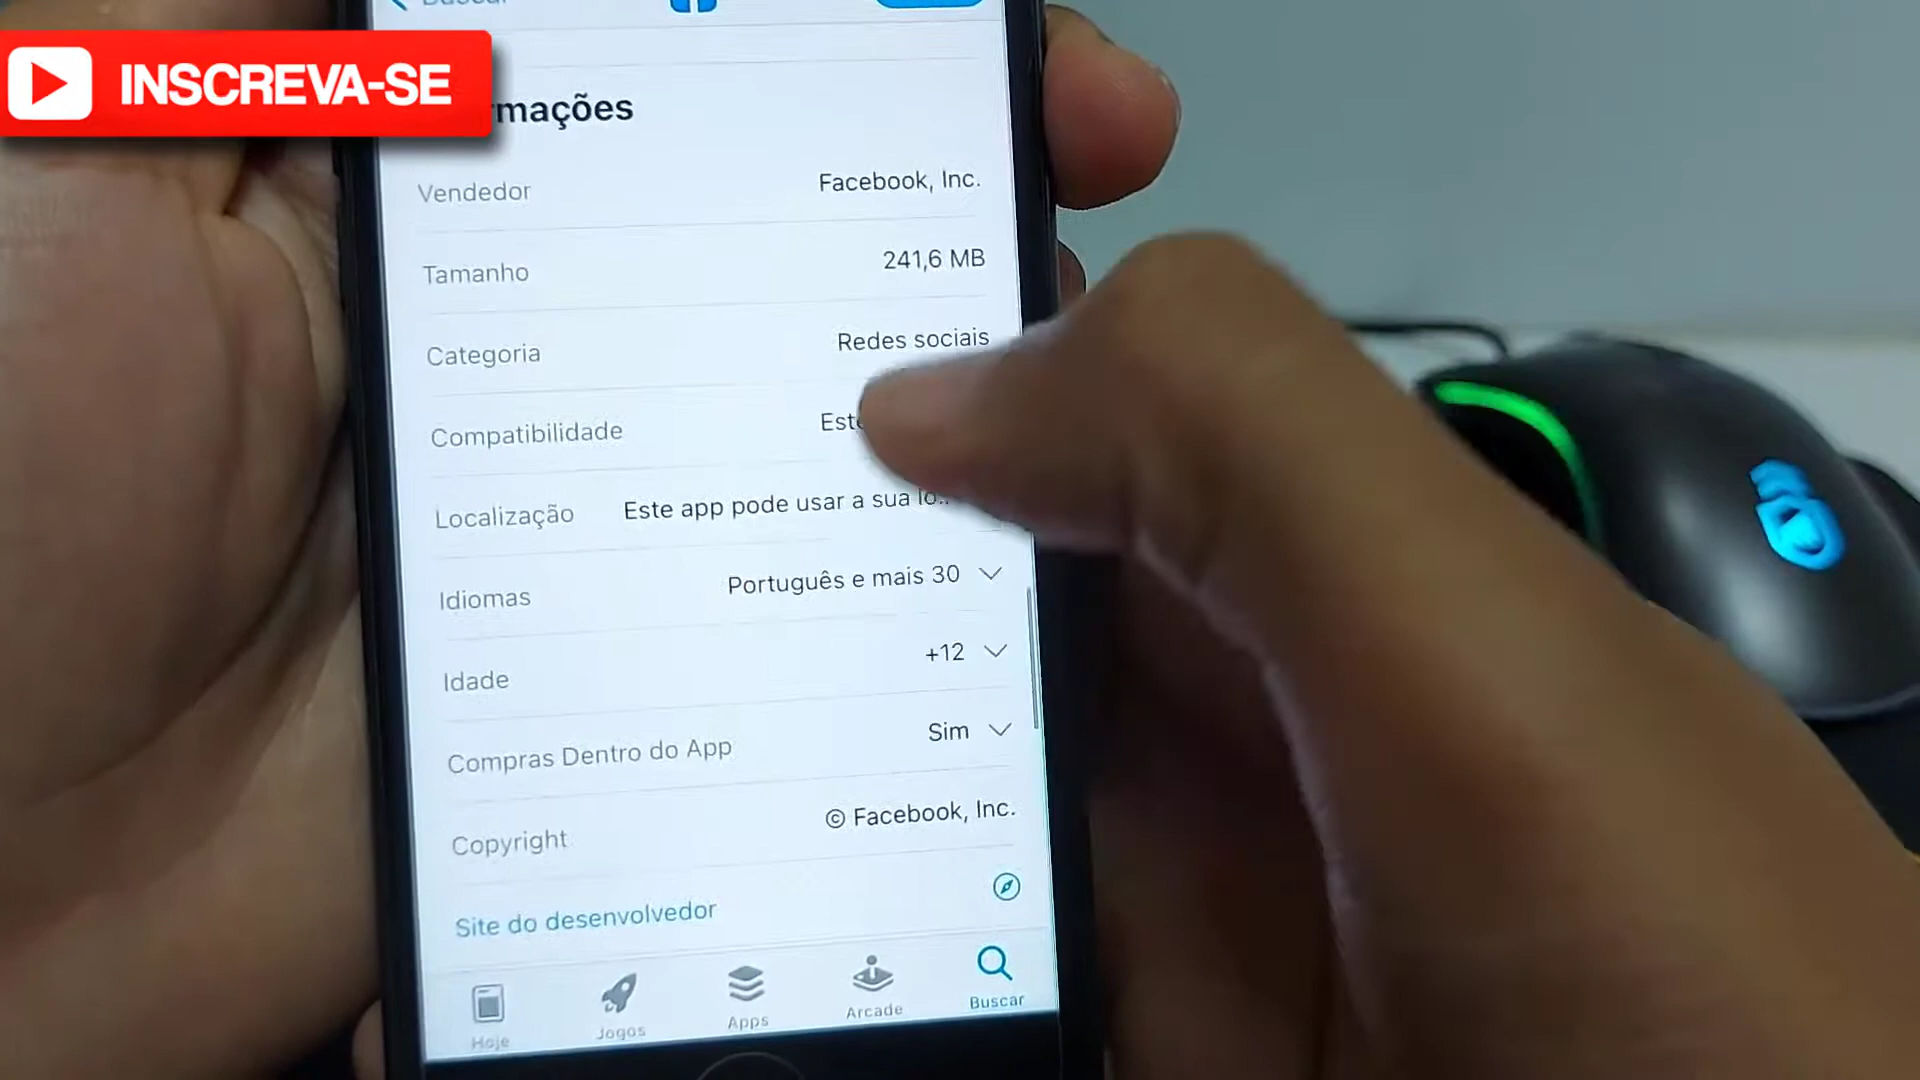 INSCREVA-SE
rmações
Vendedor Facebook, Inc.
Tamanho 241,6 MB
Categoria Redes sociais
Compatibilidade
Localização Este app pode usar a sua lo...
Idiomas Português e mais 30
Idade +12
Compras Dentro do App Sim
Copyright © Facebook, Inc.
Site do desenvolvedor
Hoje Jogos Apps Arcade Buscar